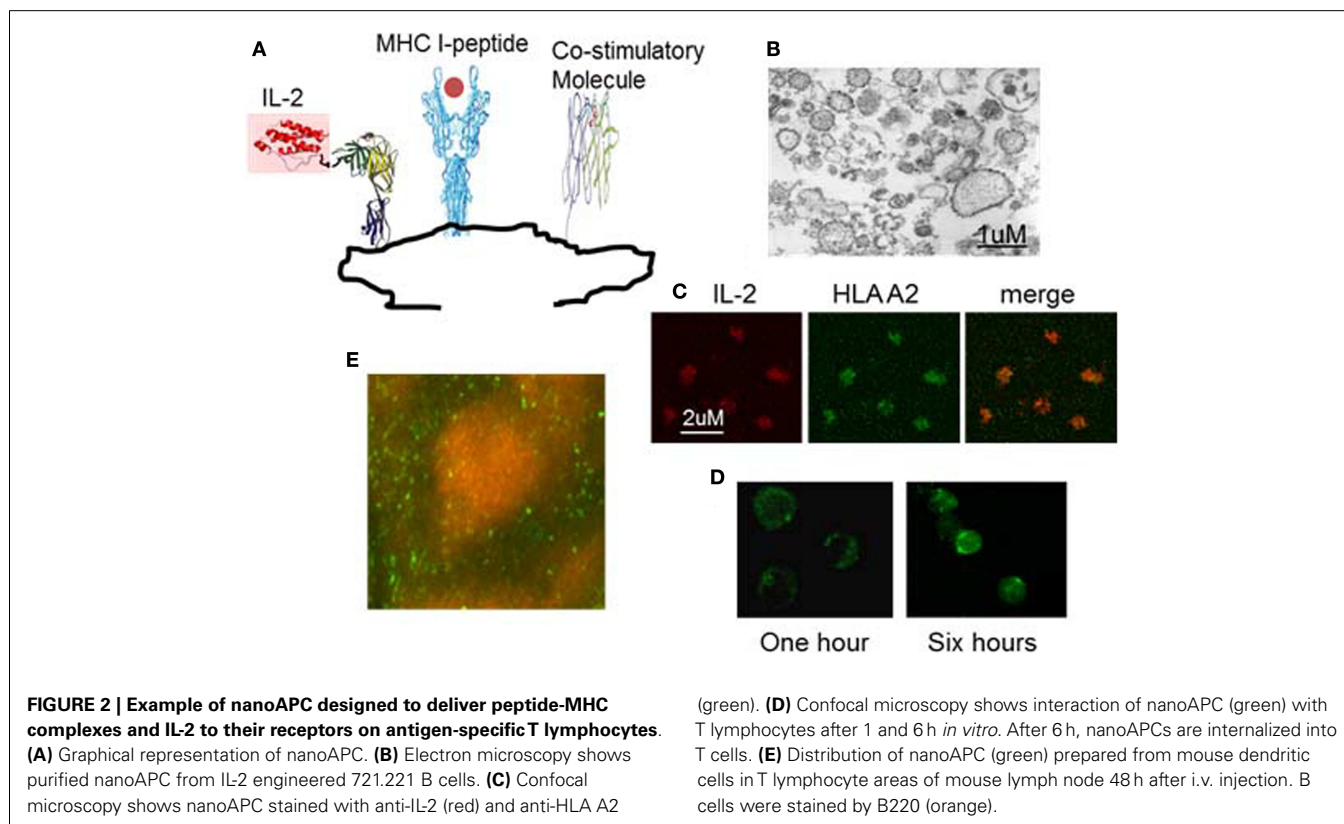 A
MHC I-peptide
Co-stimulatory
Molecule
IL-2
B
1uM
C
IL-2
HLA A2
merge
2uM
E
D
One hour
Six hours
FIGURE 2 | Example of nanoAPC designed to deliver peptide-MHC
complexes and IL-2 to their receptors on antigen-specific T lymphocytes.
(A) Graphical representation of nanoAPC. (B) Electron microscopy shows
purified nanoAPC from IL-2 engineered 721.221 B cells. (C) Confocal
microscopy shows nanoAPC stained with anti-IL-2 (red) and anti-HLA A2
(green). (D) Confocal microscopy shows interaction of nanoAPC (green) with
T lymphocytes after 1 and 6 h in vitro. After 6 h, nanoAPCs are internalized into
T cells. (E) Distribution of nanoAPC (green) prepared from mouse dendritic
cells in T lymphocyte areas of mouse lymph node 48 h after i.v. injection. B
cells were stained by B220 (orange).